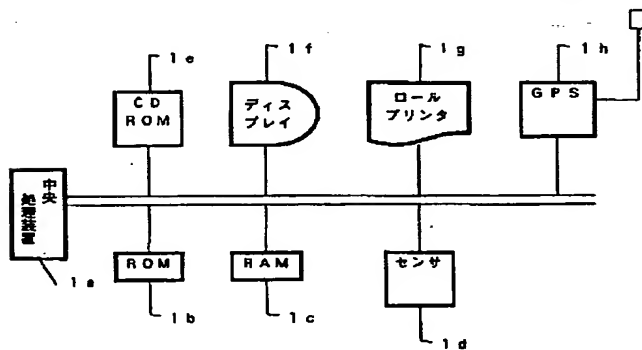 1e
1f
1g
1h
CD
ROM
ディス
プレイ
ロール
プリンタ
GPS
中央
処理装置
1a
ROM
RAM
センサ
1b
1c
1d